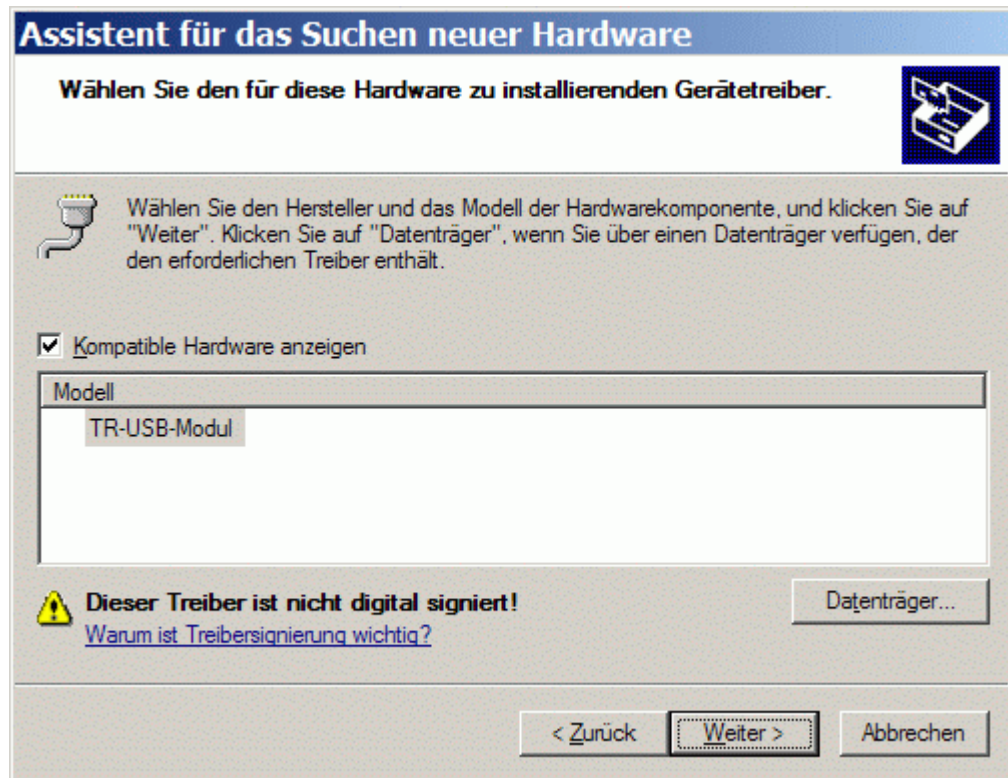 Assistent für das Suchen neuer Hardware
Wählen Sie den für diese Hardware zu installierenden Gerätetreiber.
Wählen Sie den Hersteller und das Modell der Hardwarekomponente, und klicken Sie auf
"Weiter". Klicken Sie auf "Datenträger", wenn Sie über einen Datenträger verfügen, der
den erforderlichen Treiber enthält.
Kompatible Hardware anzeigen
Modell
TR-USB-Modul
Dieser Treiber ist nicht digital signiert!
Datenträger...
Warum ist Treibersignierung wichtig?
< Zurück
Weiter >
Abbrechen